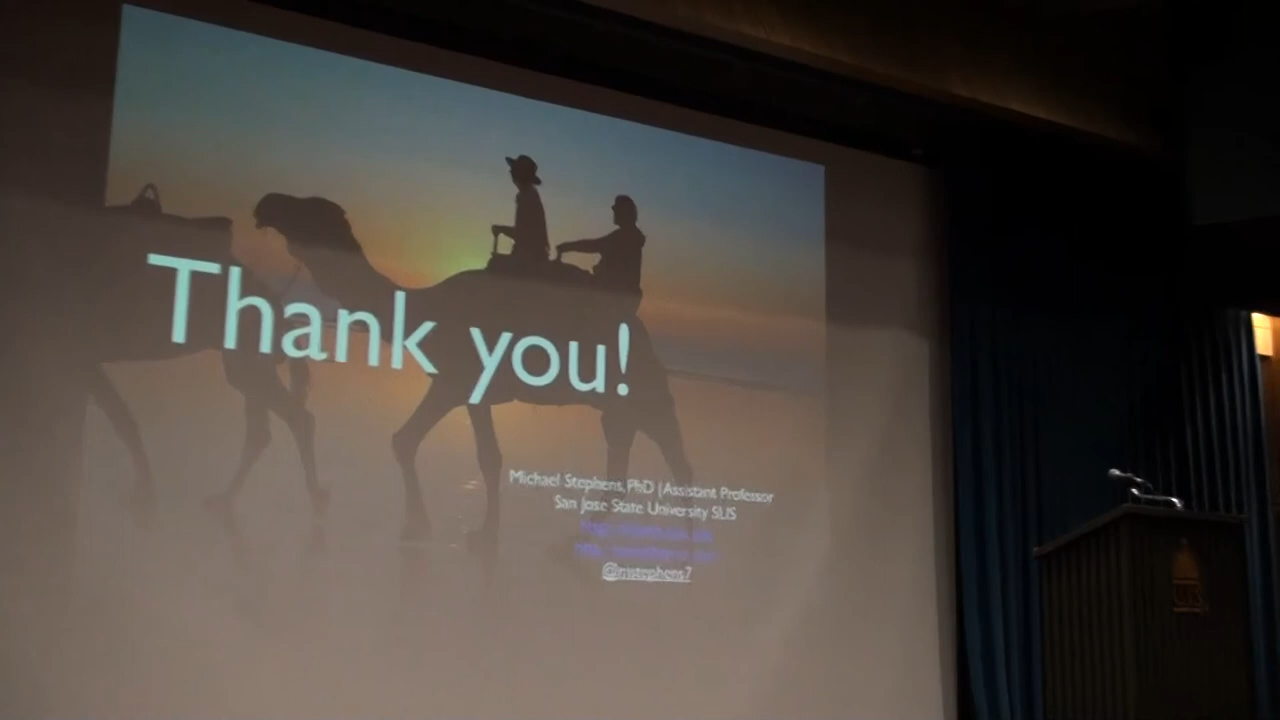 Thank you!
Michael Stephens, PhD | Assistant Professor
San Jose State University SLIS
@mstephens7